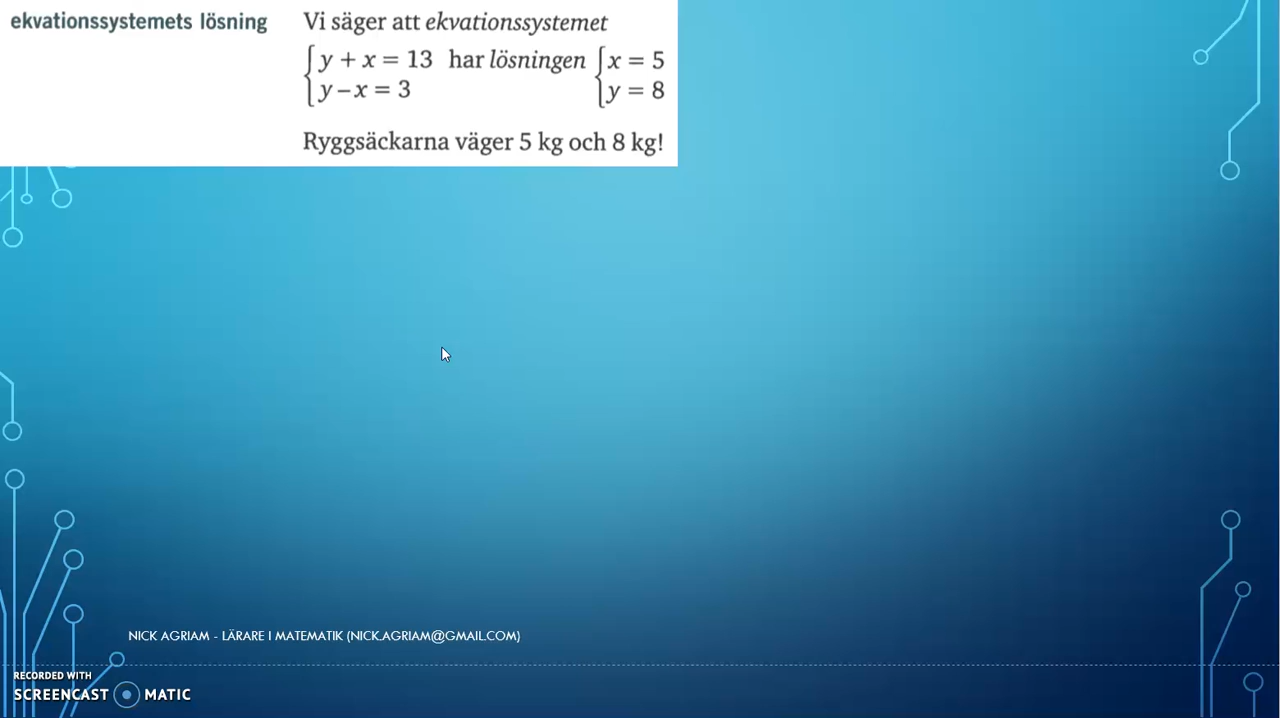 ekvationssystemets lösning
Vi säger att ekvationssystemet
y + x = 13 har lösningen x = 5
y – x = 3 y = 8
Ryggsäckarna väger 5 kg och 8 kg!
NICK AGRIAM - LÄRARE I MATEMATIK (NICK.AGRIAM@GMAIL.COM)
RECORDED WITH
SCREENCAST MATIC